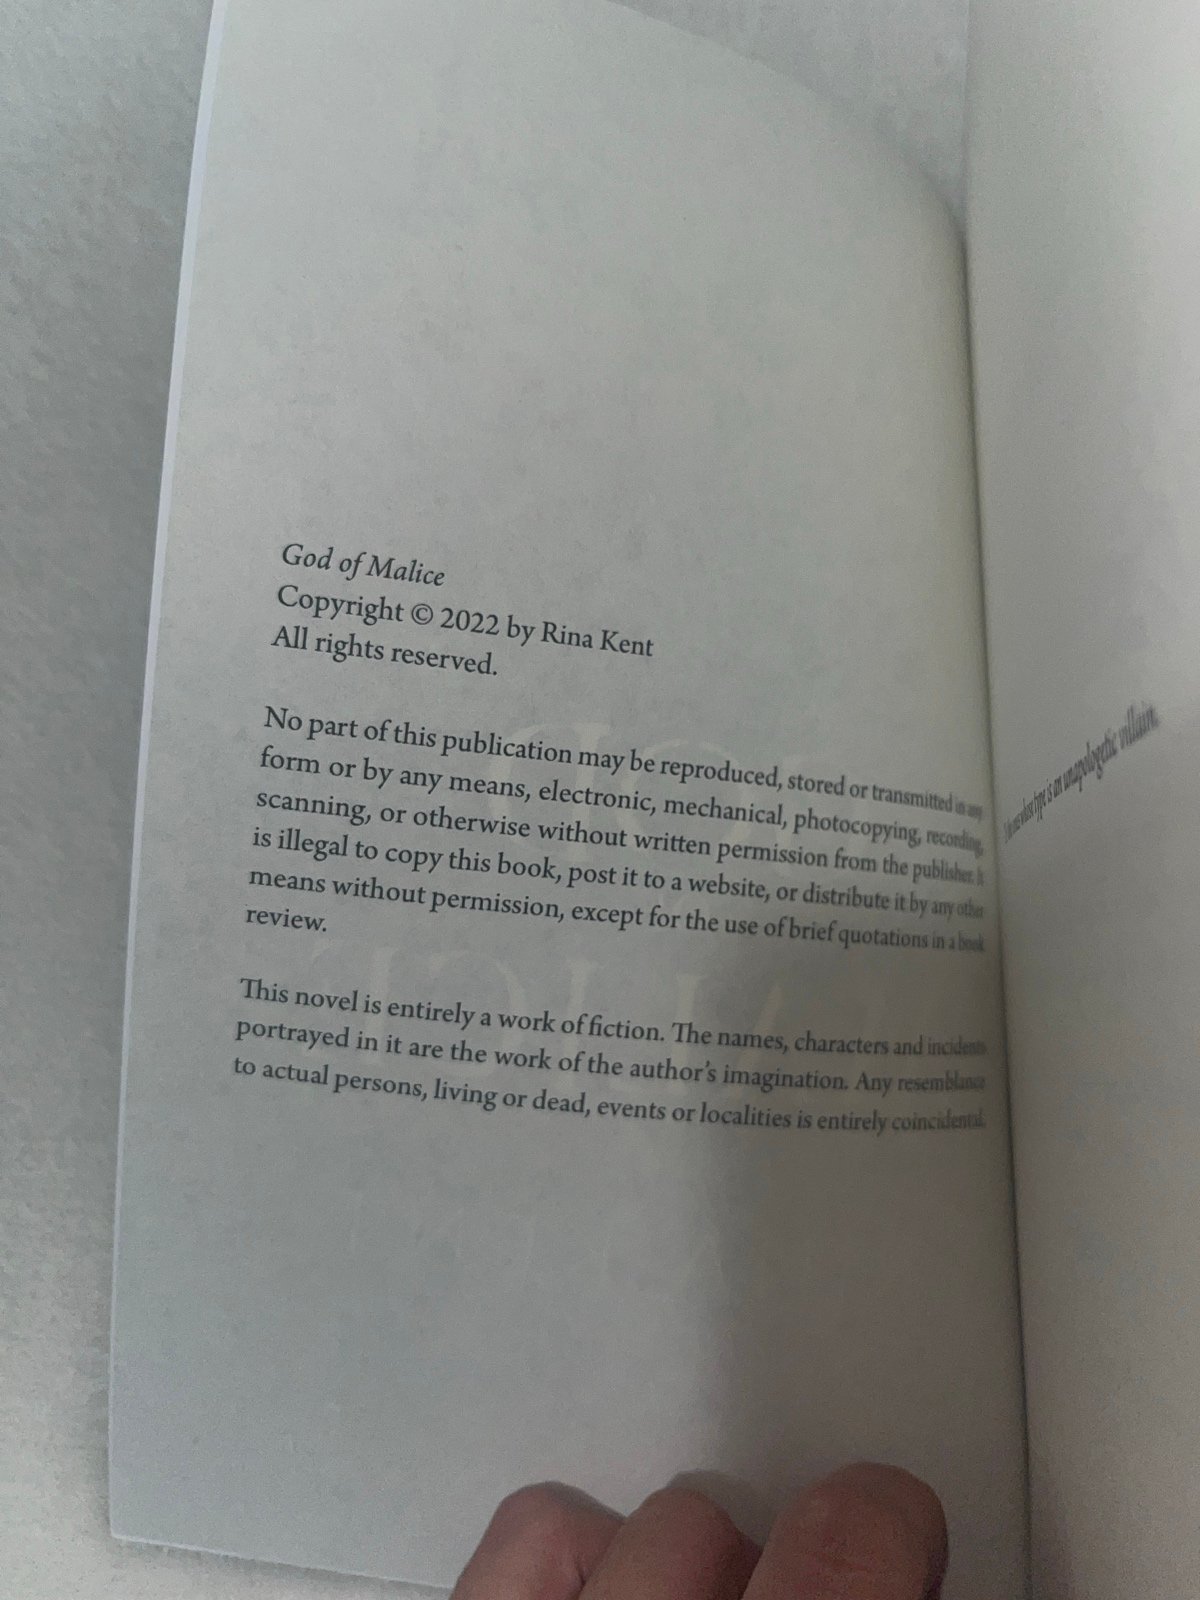 God of Malice
Copyright © 2022 by Rina Kent
All rights reserved.
No part of this publication may be reproduced, stored or transmitted in any
form or by any means, electronic, mechanical, photocopying, recording,
scanning, or otherwise without written permission from the publisher. It
is illegal to copy this book, post it to a website, or distribute it by any other
means without permission, except for the use of brief quotations in a book
review.
This novel is entirely a work of fiction. The names, characters and incidents
portrayed in it are the work of the author's imagination. Any resemblance
to actual persons, living or dead, events or localities is entirely coincidental.
whose type is an unapologetic villain.